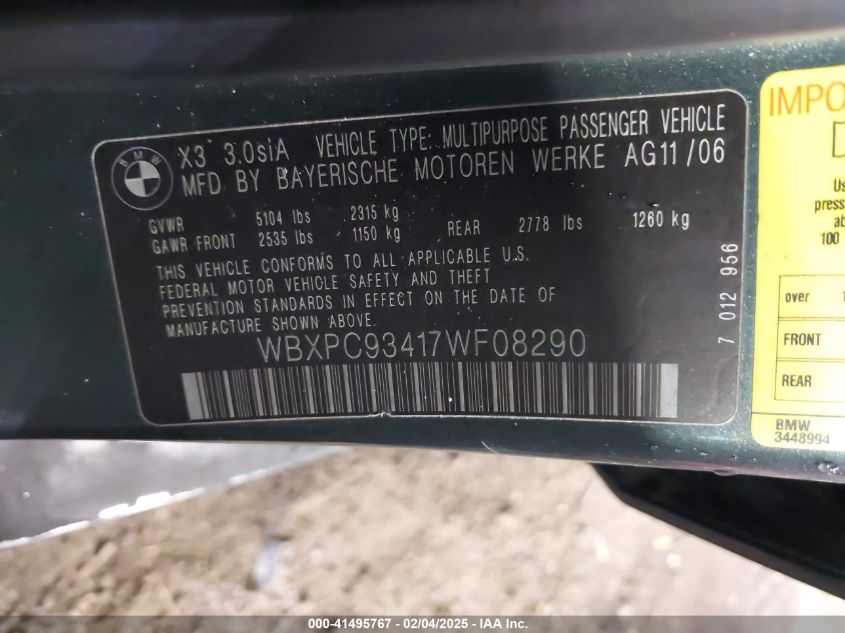 BMW
X3 3.0siA VEHICLE TYPE: MULTIPURPOSE PASSENGER VEHICLE
MFD BY BAYERISCHE MOTOREN WERKE AG11/06
GVWR 5104 lbs 2315 kg
GAWR FRONT 2535 lbs 1150 kg REAR 2778 lbs 1260 kg
THIS VEHICLE CONFORMS TO ALL APPLICABLE U.S.
FEDERAL MOTOR VEHICLE SAFETY AND THEFT
PREVENTION STANDARDS IN EFFECT ON THE DATE OF
MANUFACTURE SHOWN ABOVE.
WBXPC93417WF08290
7 012 956
IMPO
Us
press
ab
100
over 1
FRONT
REAR
BMW
3448994
000-41495767 - 02/04/2025 - IAA Inc.